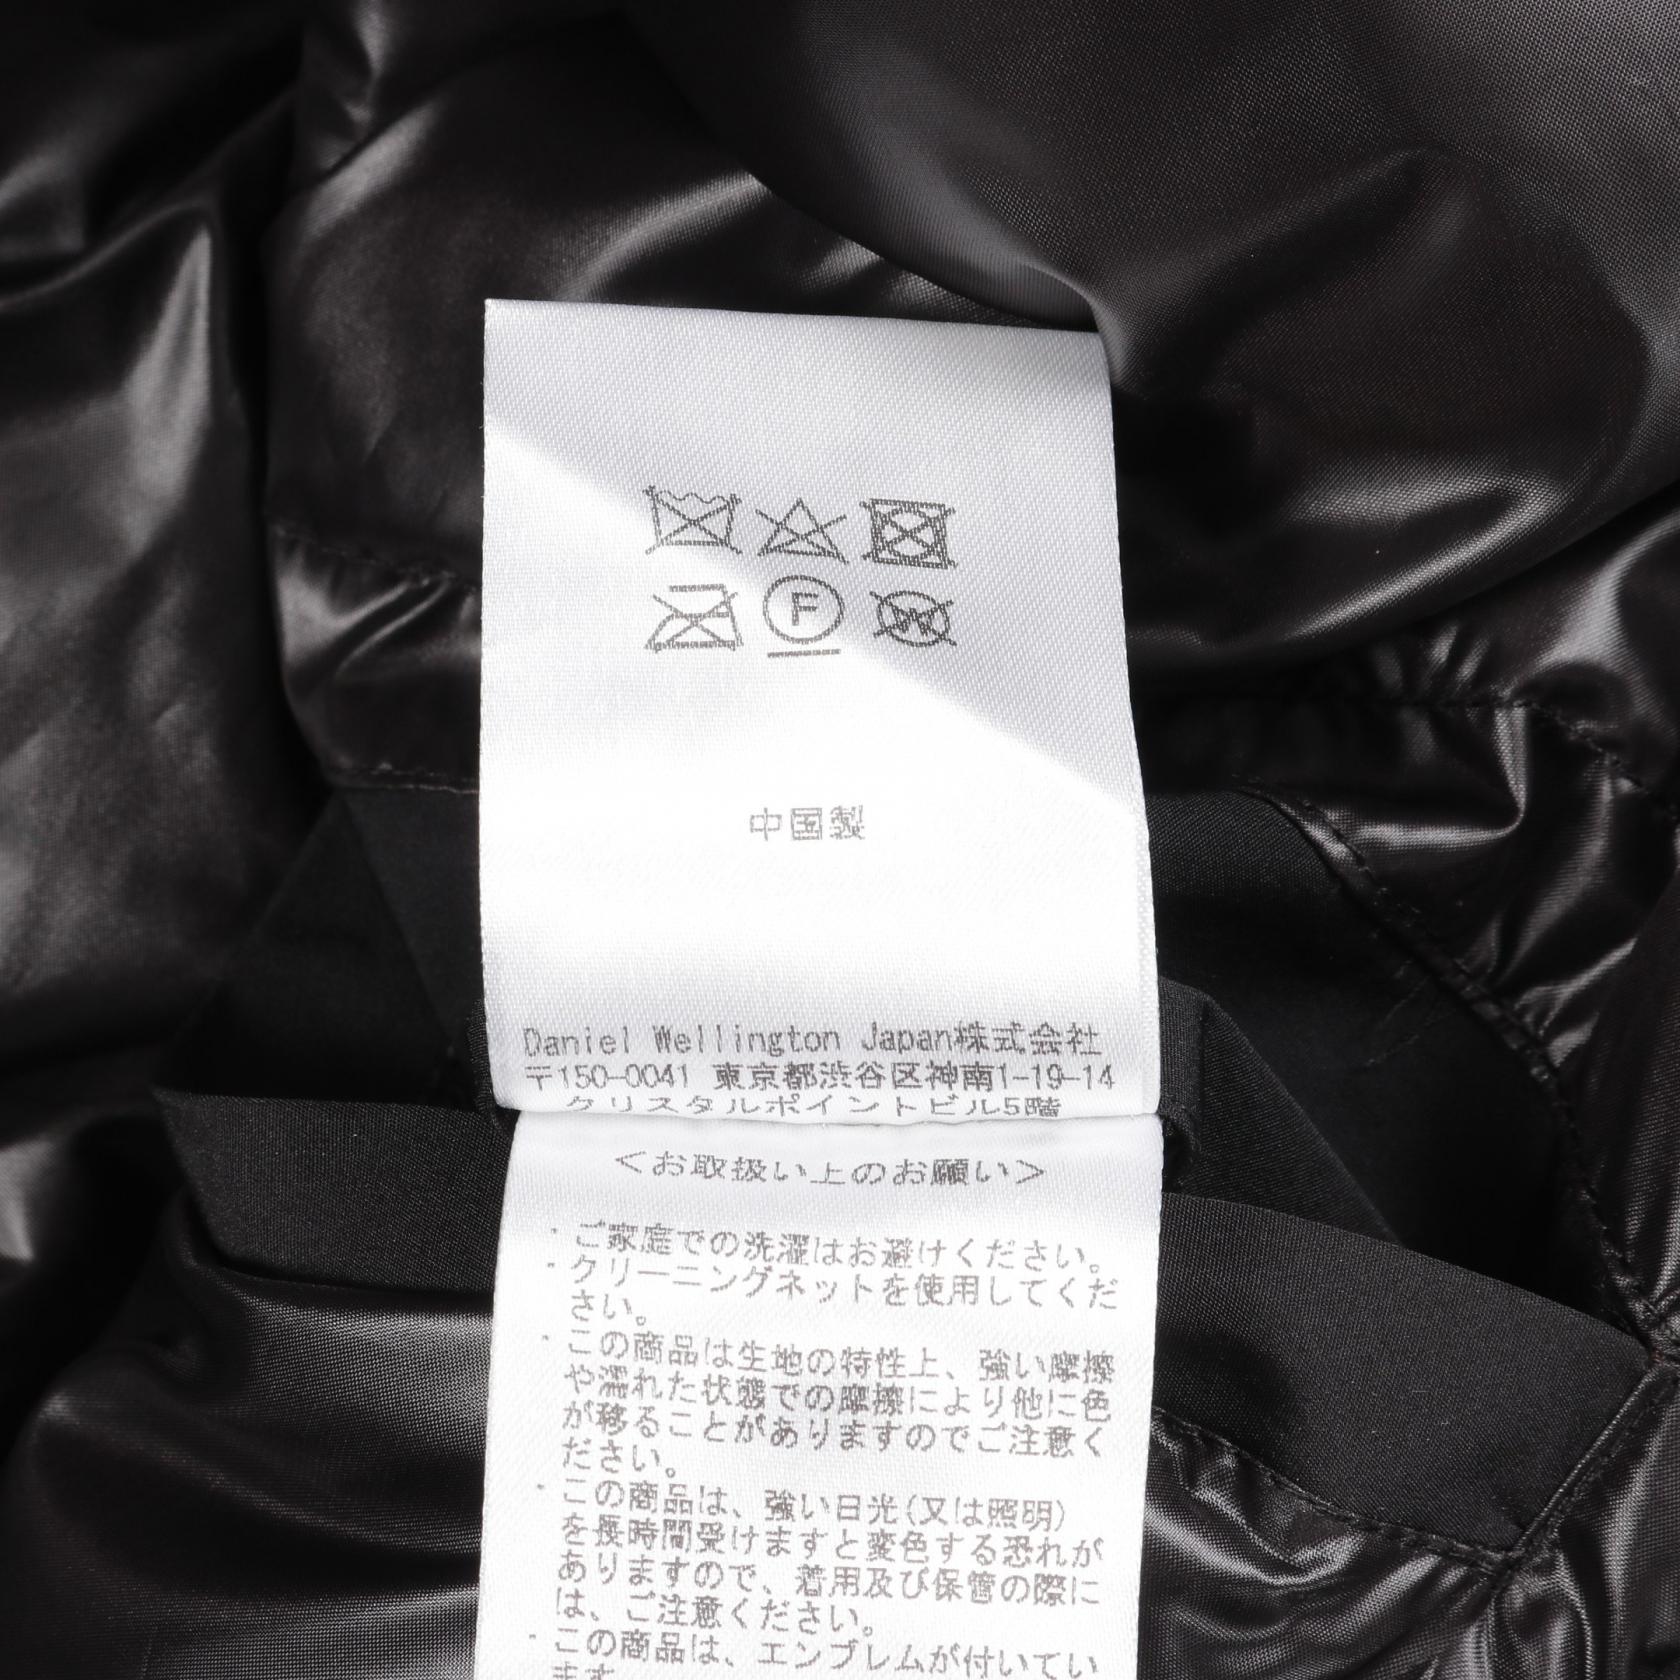 F
W
中国製
Daniel Wellington Japan株式会社
〒150-0041 東京都渋谷区神南1-19-14
クリスタルポイントビル5階
＜お取扱い上のお願い＞
・ご家庭での洗濯はお避けください。
・クリーニングネットを使用してくだ
さい。
・この商品は生地の特性上、強い摩擦
や濡れた状態での摩擦により他に色
が移ることがありますのでご注意く
ださい。
・この商品は、強い日光(又は照明)
を長時間受けますと変色する恐れが
ありますので、着用及び保管の際に
は、ご注意ください。
・この商品は、エンブレムが付いてい
ます